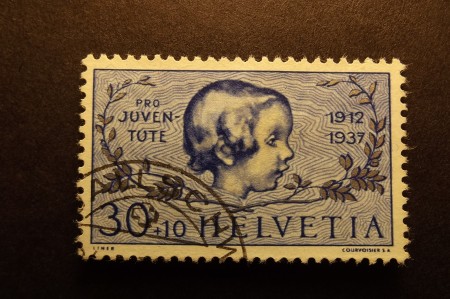 PRO
JUVEN-
TUTE
1912
1937
30+10 HELVETIA
COURVOISIER S.A.